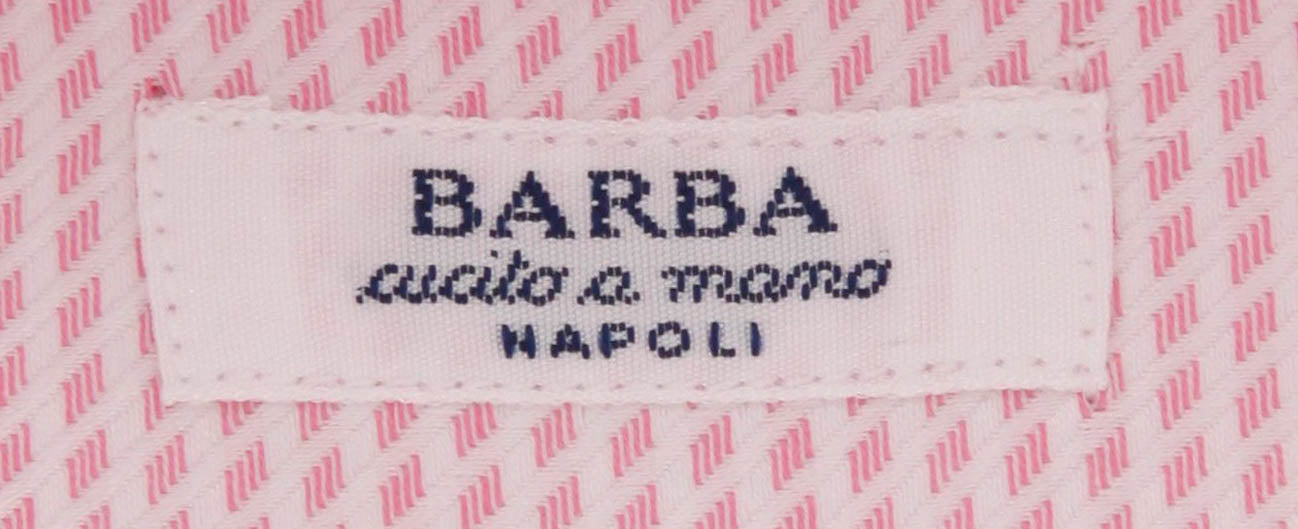 BARBA
cucito a mano
NAPOLI